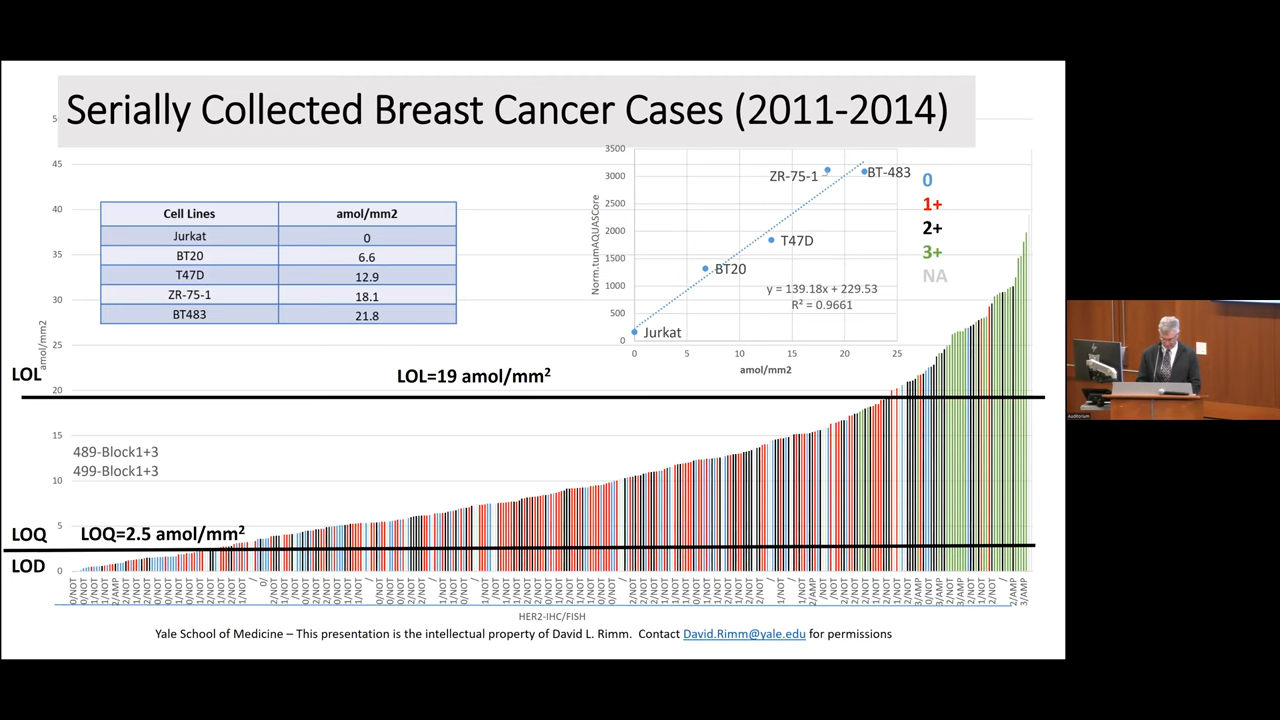 Serially Collected Breast Cancer Cases (2011-2014)
5
45
40
35
30
25
20
15
10
5
0
amol/mm2
Cell Lines amol/mm2
Jurkat 0
BT20 6.6
T47D 12.9
ZR-75-1 18.1
BT483 21.8
3500
3000
2500
2000
1500
1000
500
0
Norm.tumAQUASCore
ZR-75-1
BT-483
T47D
BT20
Jurkat
y = 139.18x + 229.53
R² = 0.9661
0 5 10 15 20 25
amol/mm2
0
1+
2+
3+
NA
LOL
LOL=19 amol/mm²
489-Block1+3
499-Block1+3
LOQ
LOQ=2.5 amol/mm²
LOD
HER2-IHC/FISH
Yale School of Medicine – This presentation is the intellectual property of David L. Rimm. Contact David.Rimm@yale.edu for permissions
Auditorium